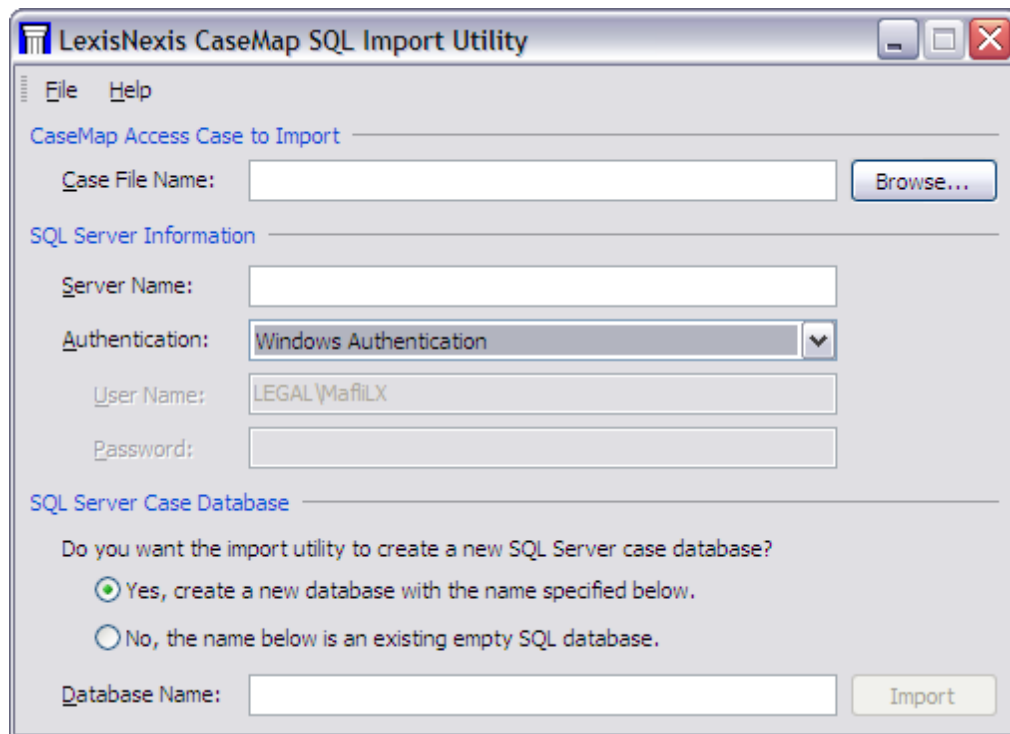 LexisNexis CaseMap SQL Import Utility
File Help
CaseMap Access Case to Import
Case File Name: Browse...
SQL Server Information
Server Name:
Authentication: Windows Authentication
User Name: LEGAL\MafliLX
Password:
SQL Server Case Database
Do you want the import utility to create a new SQL Server case database?
Yes, create a new database with the name specified below.
No, the name below is an existing empty SQL database.
Database Name: Import